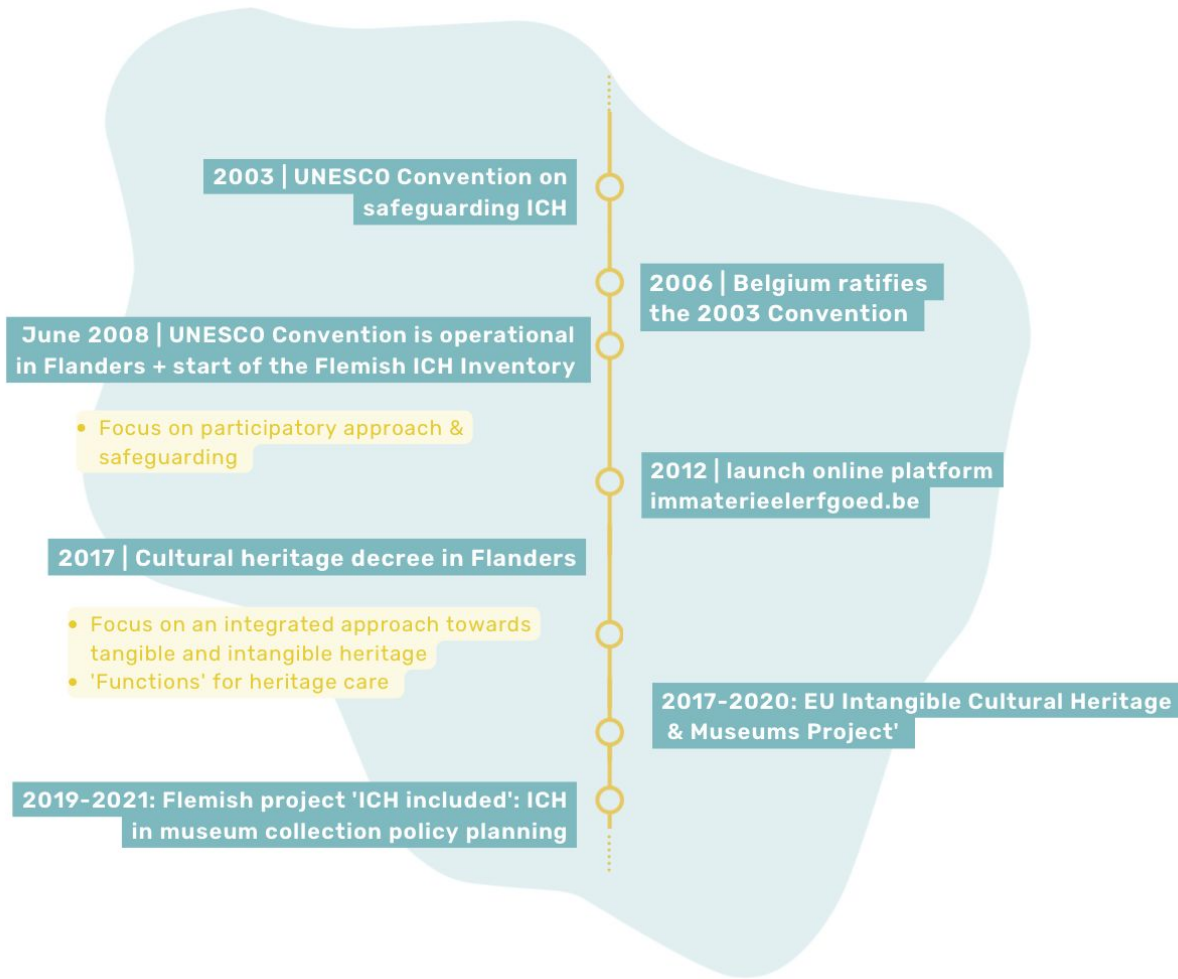 2003 | UNESCO Convention on
safeguarding ICH
2006 | Belgium ratifies
the 2003 Convention
June 2008 | UNESCO Convention is operational
in Flanders + start of the Flemish ICH Inventory
• Focus on participatory approach &
safeguarding
2012 | launch online platform
immaterieelerfgoed.be
2017 | Cultural heritage decree in Flanders
• Focus on an integrated approach towards
tangible and intangible heritage
• 'Functions' for heritage care
2017-2020: EU Intangible Cultural Heritage
& Museums Project'
2019-2021: Flemish project 'ICH included': ICH
in museum collection policy planning